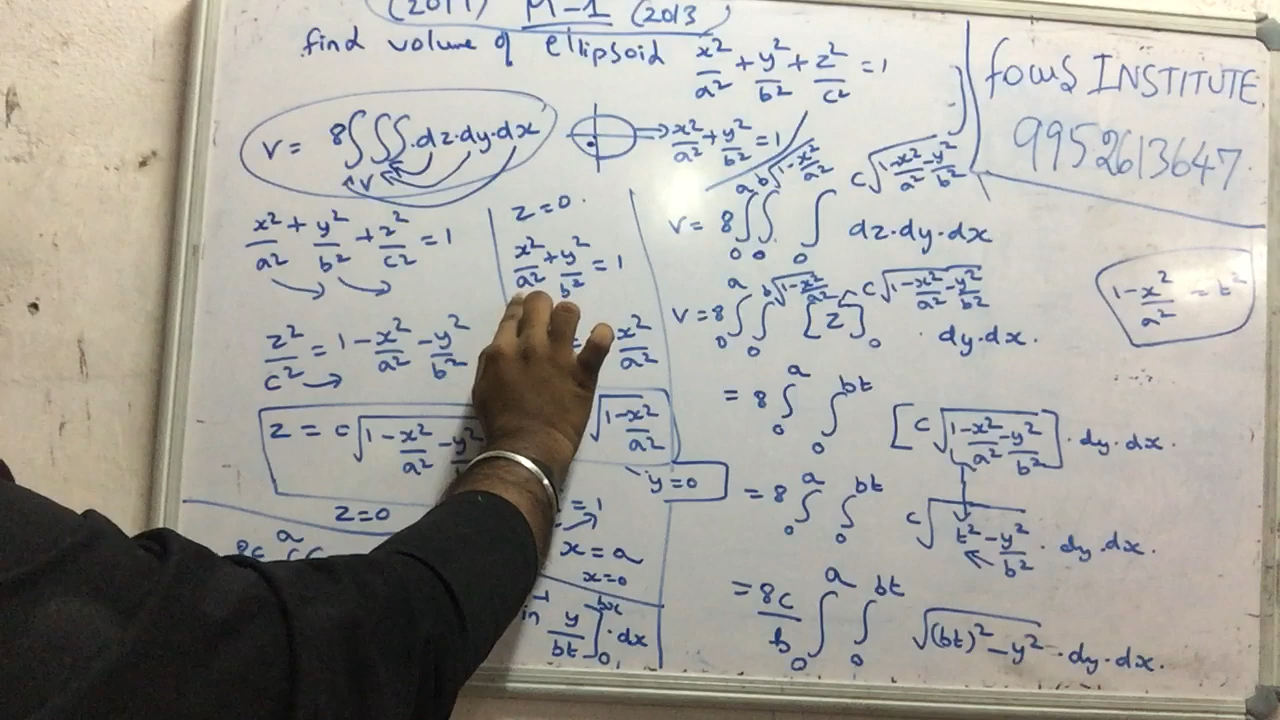 (2011) M-1 (2013)
find volume of ellipsoid x²/a² + y²/b² + z²/c² = 1
focus INSTITUTE
9952613647
V = 8∫∫∫ dz·dy·dx
v
→ x²/a² + y²/b² = 1
x²/a² + y²/b² + z²/c² = 1
z²/c² = 1-x²/a² - y²/b²
z = c√(1-x²/a² - y²/
z=0
z=0.
x²/a² + y²/b² = 1
x²/a²
√(1-x²/a²)
y=0
=1
x=a
x=0
8c a ∫∫
in⁻¹ y/bt]₀ ·dx
V = 8∫₀^a ∫₀^(b√(1-x²/a²)) ∫₀^(c√(1-x²/a²-y²/b²)) dz·dy·dx
V = 8∫₀^a ∫₀^(b√(1-x²/a²)) [z]₀^(c√(1-x²/a²-y²/b²)) · dy·dx.
1-x²/a² = t²
= 8 ∫₀^a ∫₀^bt [c√(1-x²/a²-y²/b²)] · dy·dx.
= 8 ∫₀^a ∫₀^bt c√(t²-y²/b²) · dy·dx.
= 8c/b ∫₀^a ∫₀^bt √((bt)²-y²) · dy·dx.